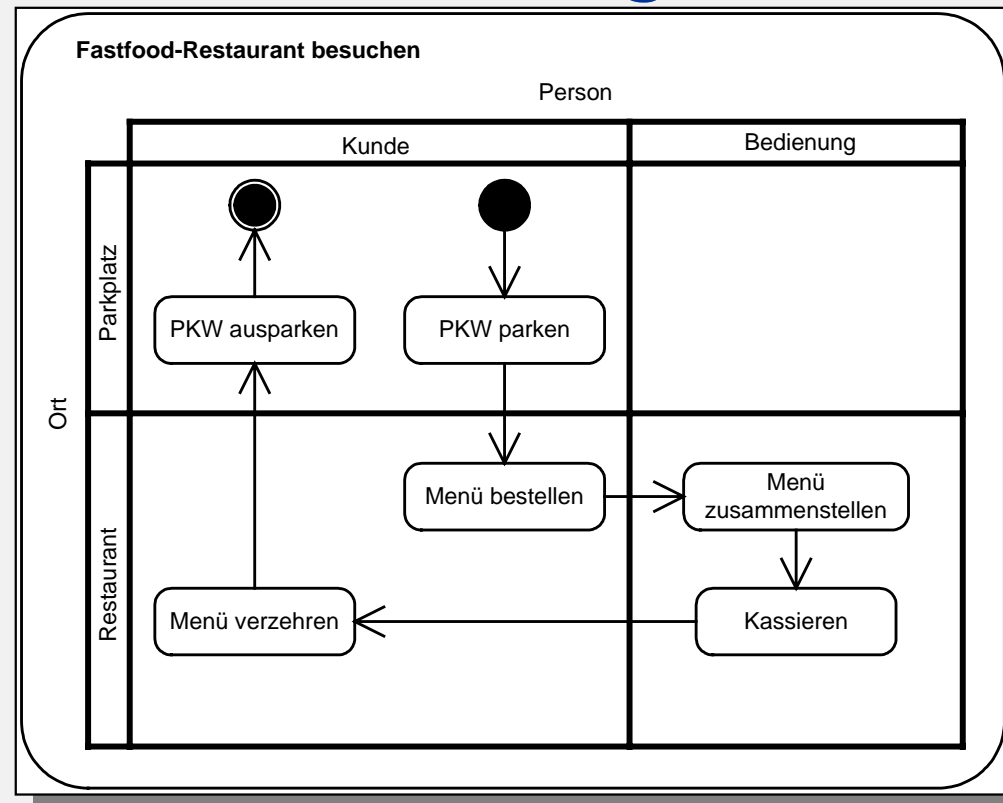 Fastfood-Restaurant besuchen
Person
Kunde
Bedienung
Ort
Parkplatz
PKW ausparken
PKW parken
Restaurant
Menü bestellen
Menü
zusammenstellen
Menü verzehren
Kassieren